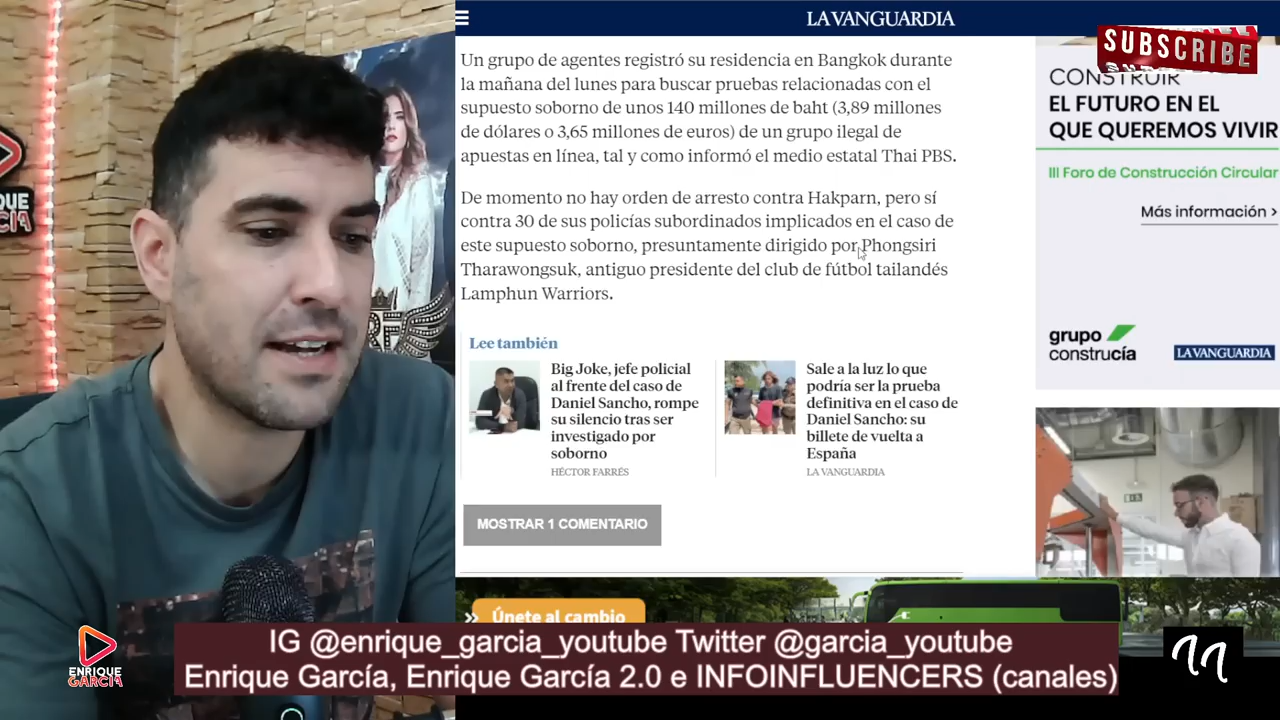 LA VANGUARDIA
SUBSCRIBE
Un grupo de agentes registró su residencia en Bangkok durante
la mañana del lunes para buscar pruebas relacionadas con el
supuesto soborno de unos 140 millones de baht (3,89 millones
de dólares o 3,65 millones de euros) de un grupo ilegal de
apuestas en línea, tal y como informó el medio estatal Thai PBS.
De momento no hay orden de arresto contra Hakparn, pero sí
contra 30 de sus policías subordinados implicados en el caso de
este supuesto soborno, presuntamente dirigido por Phongsiri
Tharawongsuk, antiguo presidente del club de fútbol tailandés
Lamphun Warriors.
Lee también
Big Joke, jefe policial
al frente del caso de
Daniel Sancho, rompe
su silencio tras ser
investigado por
soborno
HÉCTOR FARRÉS
Sale a la luz lo que
podría ser la prueba
definitiva en el caso de
Daniel Sancho: su
billete de vuelta a
España
LA VANGUARDIA
MOSTRAR 1 COMENTARIO
CONSTRUIR
EL FUTURO EN EL
QUE QUEREMOS VIVIR
III Foro de Construcción Circular
Más información >
grupo
construcía
LA VANGUARDIA
» Únete al cambio
IG @enrique_garcia_youtube Twitter @garcia_youtube
Enrique García, Enrique García 2.0 e INFOINFLUENCERS (canales)
ENRIQUE
GARCÍA